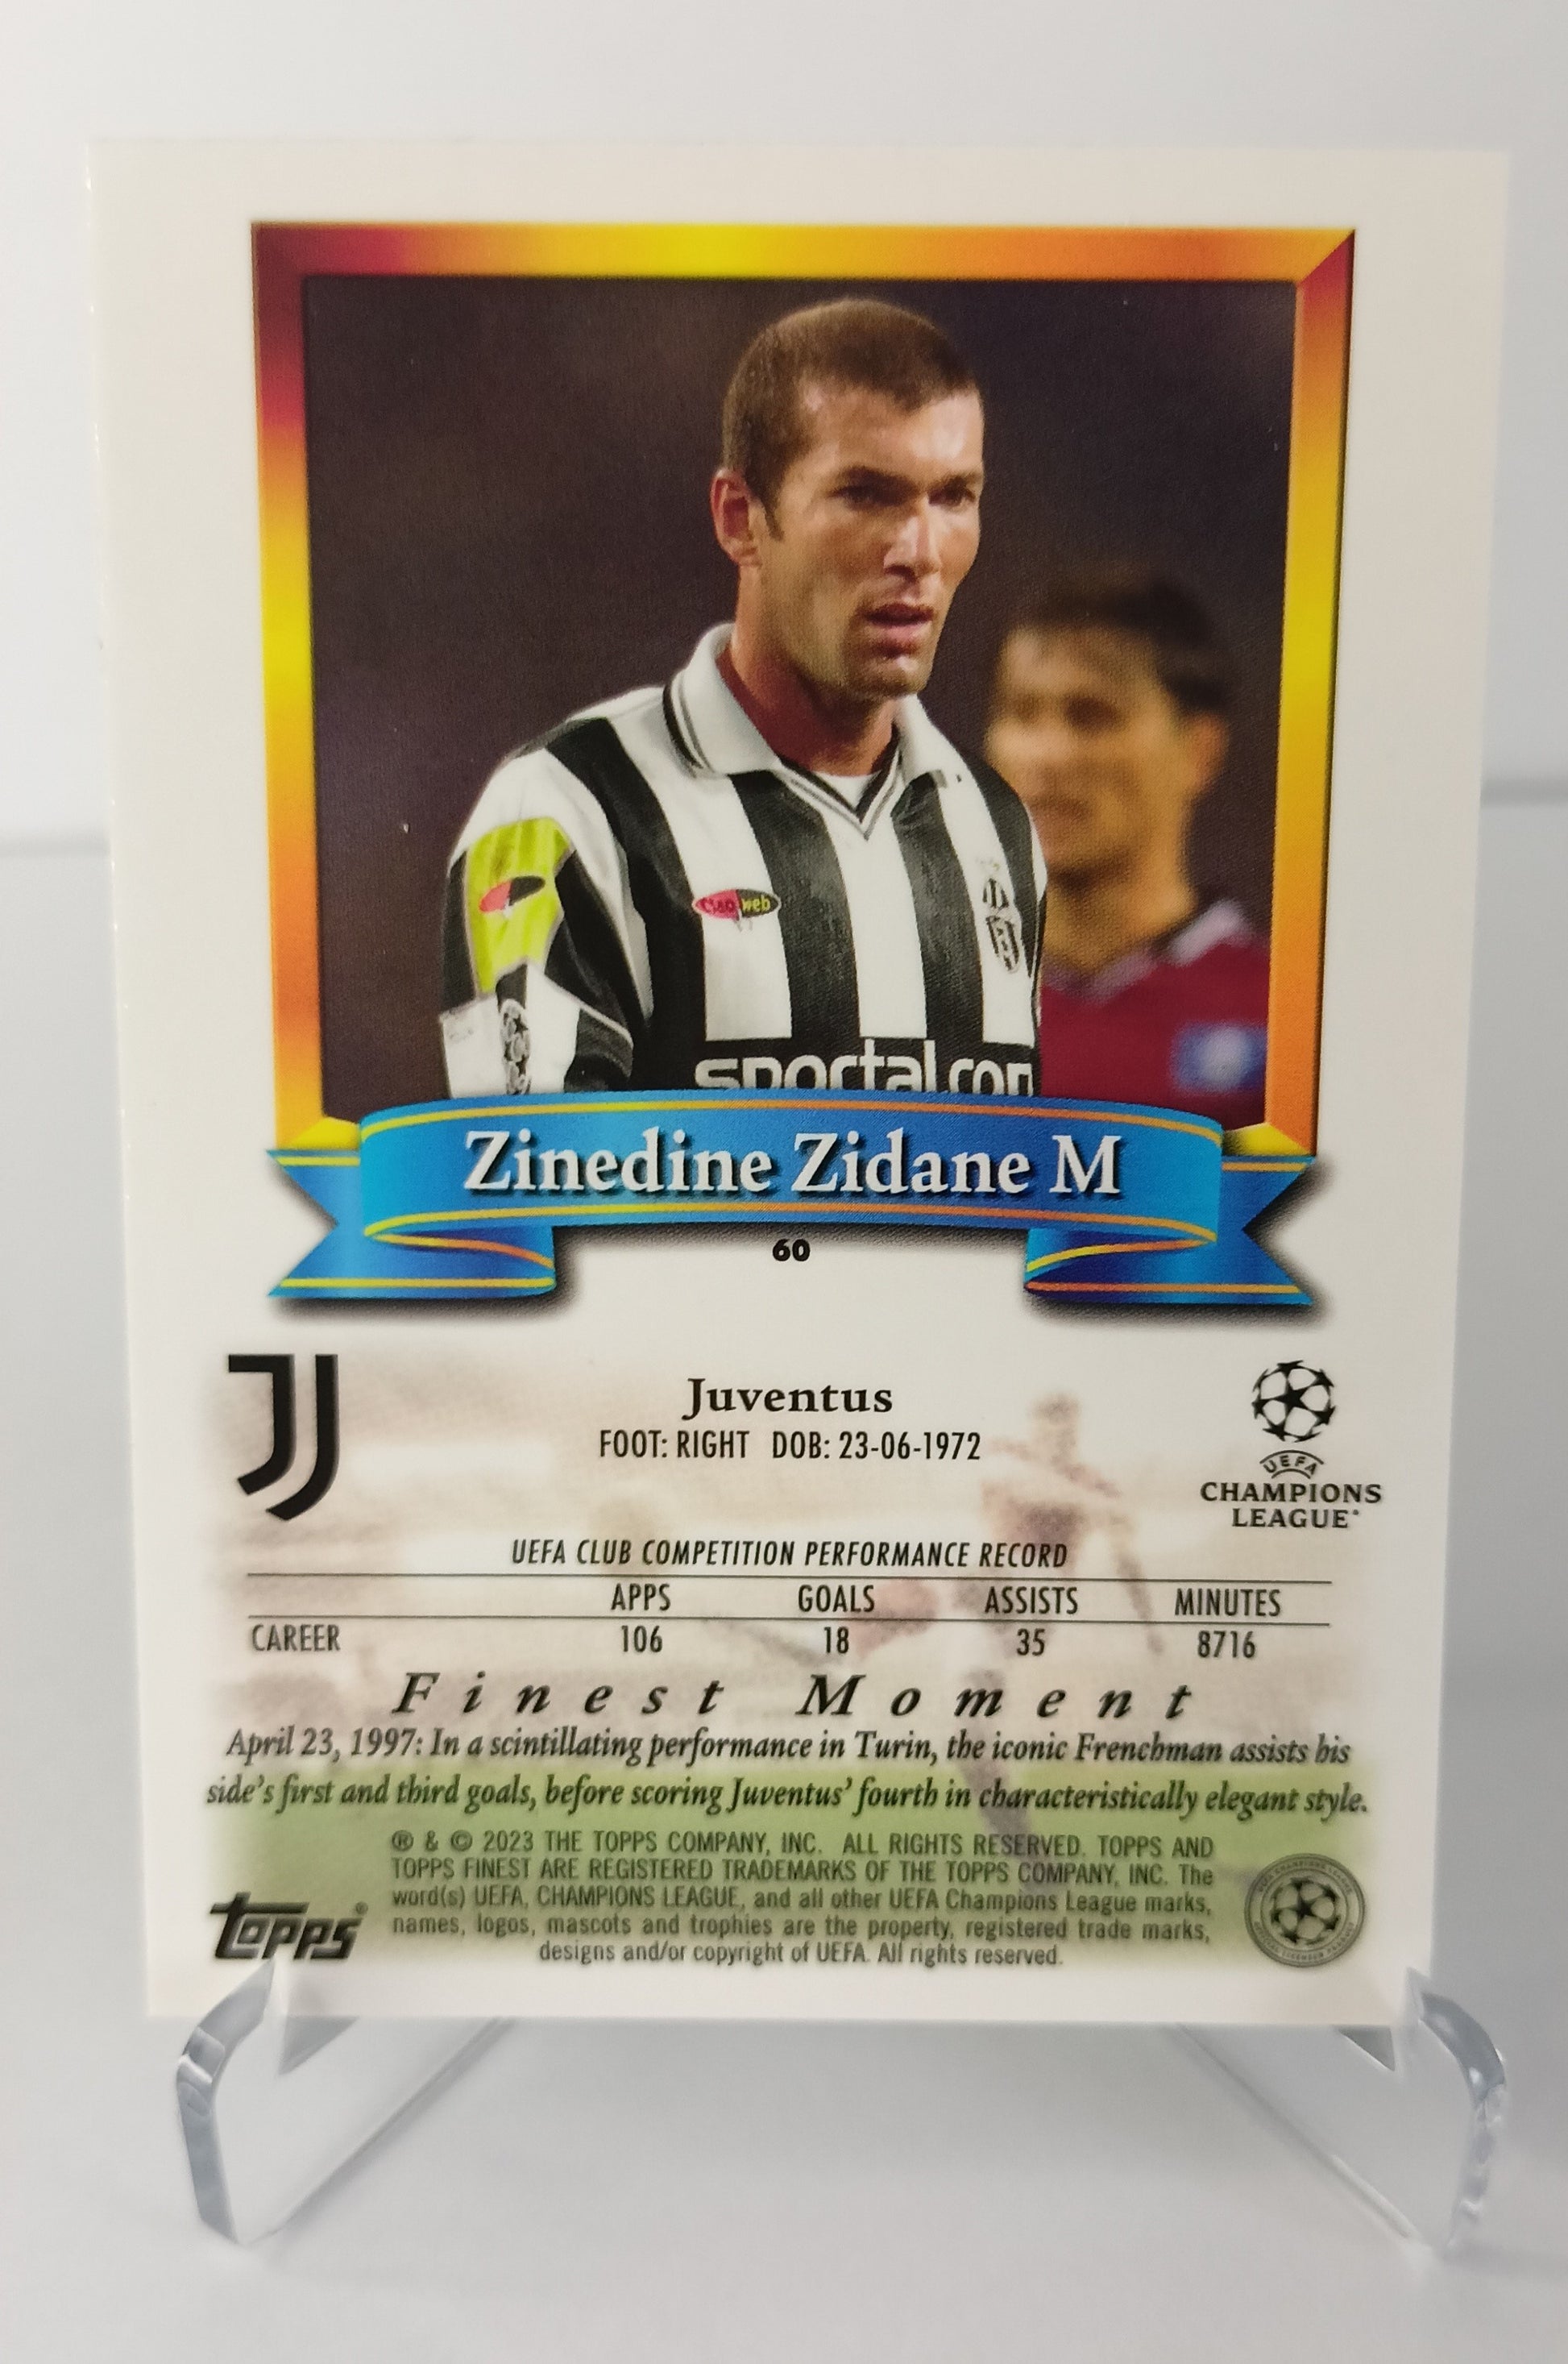 Ciao web
sportal.com
Zinedine Zidane M
60
Juventus
FOOT: RIGHT DOB: 23-06-1972
UEFA
CHAMPIONS
LEAGUE
UEFA CLUB COMPETITION PERFORMANCE RECORD
APPS GOALS ASSISTS MINUTES
CAREER 106 18 35 8716
Finest Moment
April 23, 1997: In a scintillating performance in Turin, the iconic Frenchman assists his
side's first and third goals, before scoring Juventus' fourth in characteristically elegant style.
® & © 2023 THE TOPPS COMPANY, INC. ALL RIGHTS RESERVED. TOPPS AND
TOPPS FINEST ARE REGISTERED TRADEMARKS OF THE TOPPS COMPANY, INC. The
word(s) UEFA, CHAMPIONS LEAGUE, and all other UEFA Champions League marks,
names, logos, mascots and trophies are the property, registered trade marks,
designs and/or copyright of UEFA. All rights reserved.
topps®